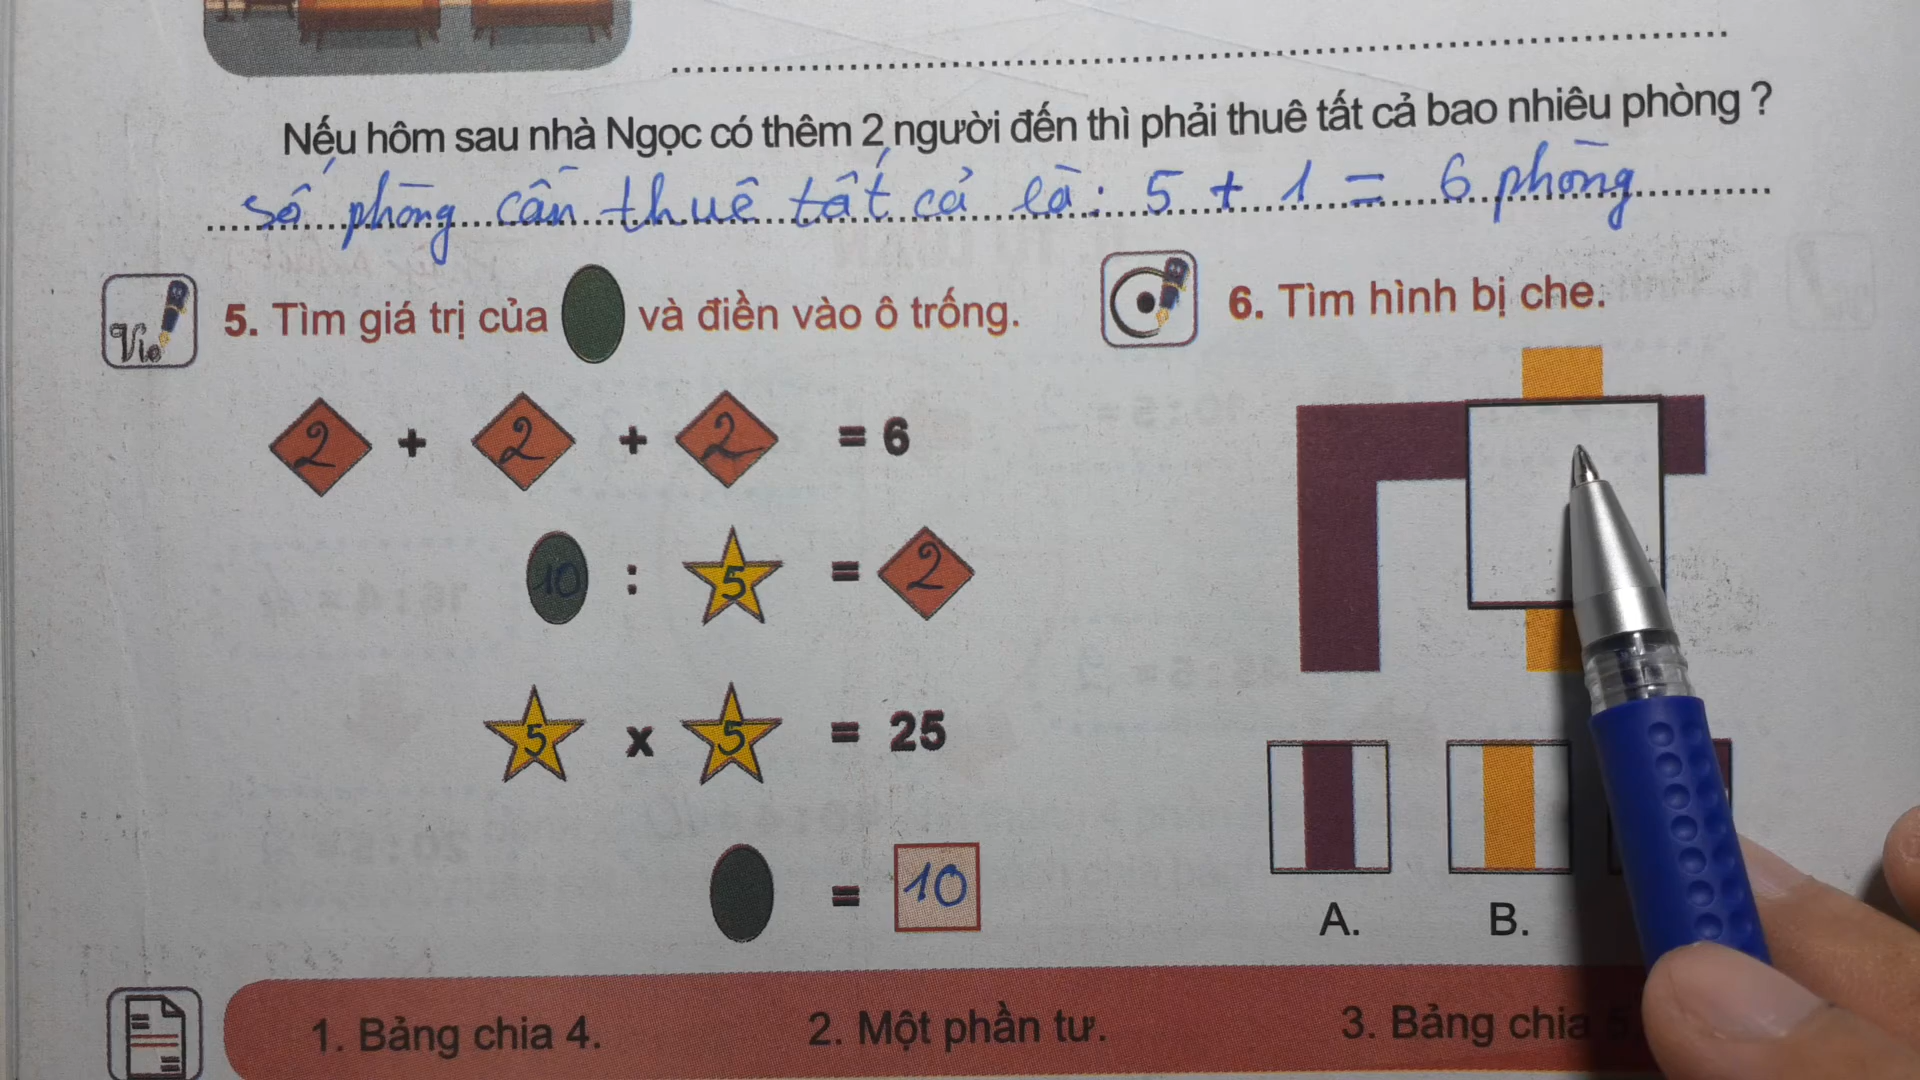 Nếu hôm sau nhà Ngọc có thêm 2 người đến thì phải thuê tất cả bao nhiêu phòng ?
Số phòng cần thuê tất cả là: 5 + 1 = 6 phòng
Vio
5. Tìm giá trị của và điền vào ô trống.
2 + 2 + 2 = 6
10 : 5 = 2
5 x 5 = 25
= 10
6. Tìm hình bị che.
A. B.
1. Bảng chia 4. 2. Một phần tư. 3. Bảng chia